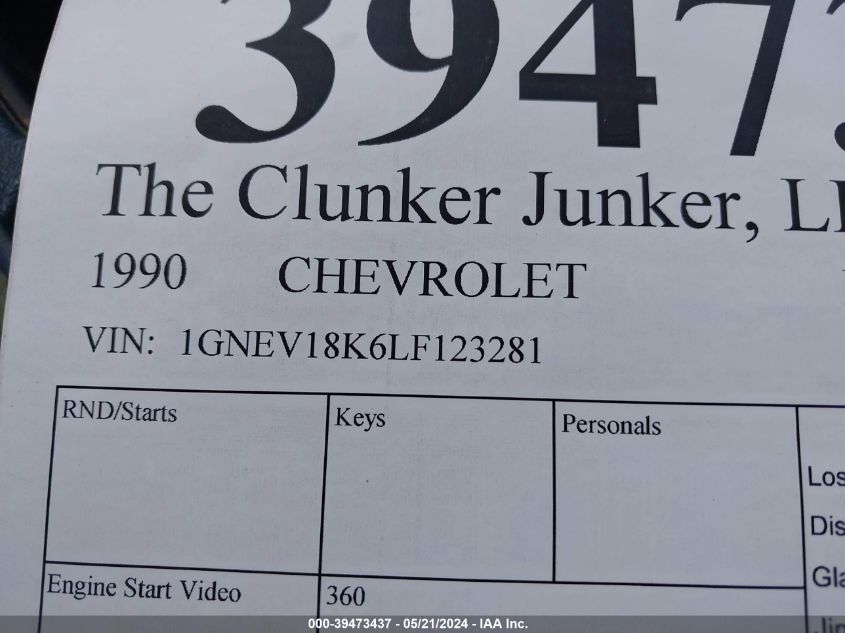 3947
The Clunker Junker,
1990 CHEVROLET
VIN: 1GNEV18K6LF123281
RND/Starts Keys Personals
Los
Dis
Gla
Engine Start Video 360
000-39473437 - 05/21/2024 - IAA Inc.